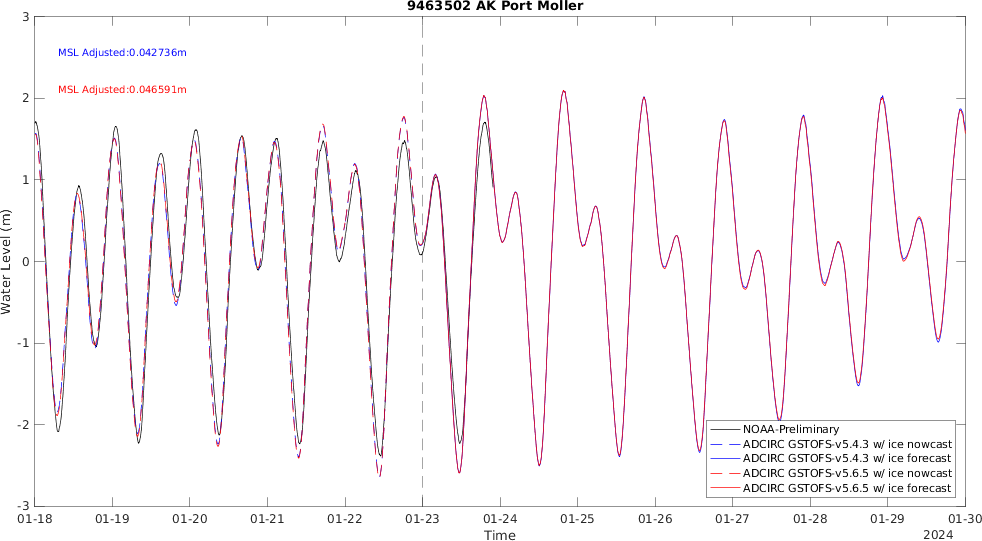 9463502 AK Port Moller
MSL Adjusted:0.042736m
MSL Adjusted:0.046591m
Water Level (m)
3
2
1
0
-1
-2
-3
NOAA-Preliminary
ADCIRC GSTOFS-v5.4.3 w/ ice nowcast
ADCIRC GSTOFS-v5.4.3 w/ ice forecast
ADCIRC GSTOFS-v5.6.5 w/ ice nowcast
ADCIRC GSTOFS-v5.6.5 w/ ice forecast
01-18 01-19 01-20 01-21 01-22 01-23 01-24 01-25 01-26 01-27 01-28 01-29 01-30
Time
2024